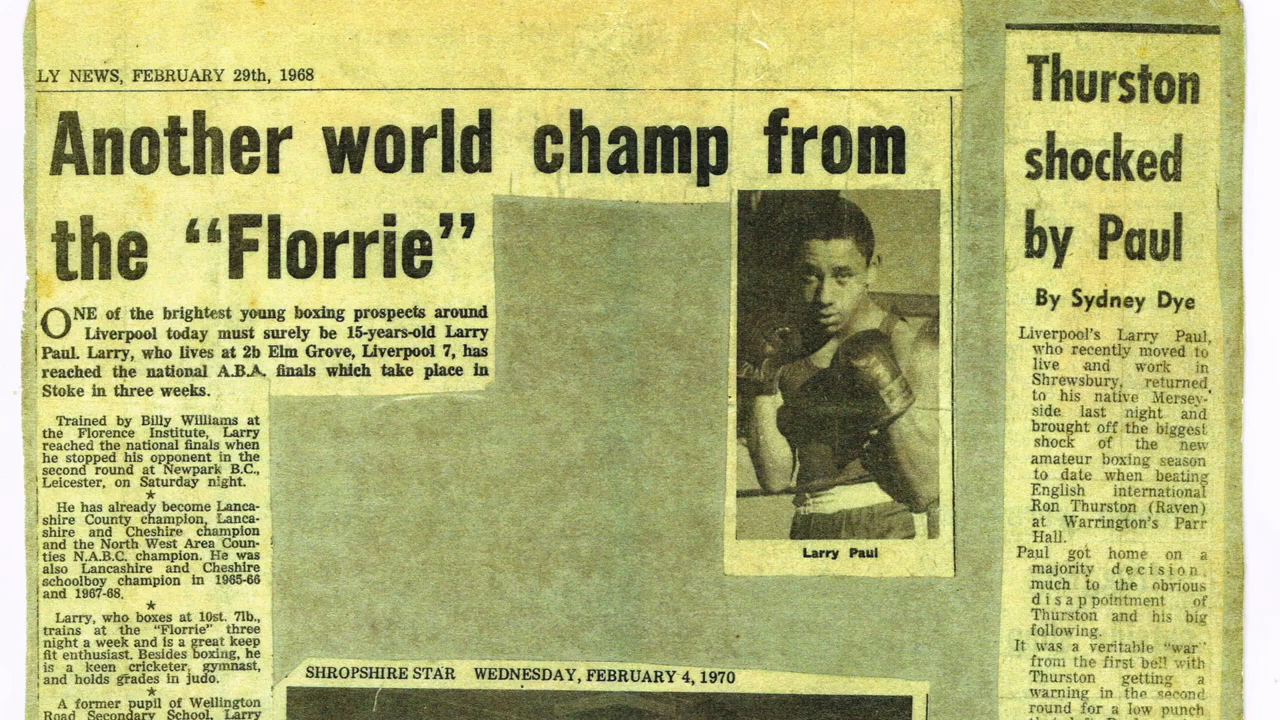 LY NEWS, FEBRUARY 29th, 1968
Another world champ from
the “Florrie”
ONE of the brightest young boxing prospects around
Liverpool today must surely be 15-years-old Larry
Paul. Larry, who lives at 2b Elm Grove, Liverpool 7, has
reached the national A.B.A. finals which take place in
Stoke in three weeks.
Trained by Billy Williams at
the Florence Institute, Larry
reached the national finals when
he stopped his opponent in the
second round at Newpark B.C.,
Leicester, on Saturday night.
★
He has already become Lanca-
shire County champion, Lanca-
shire and Cheshire champion
and the North West Area Coun-
ties N.A.B.C. champion. He was
also Lancashire and Cheshire
schoolboy champion in 1965-66
and 1967-68.
★
Larry, who boxes at 10st. 7lb.,
trains at the “Florrie” three
night a week and is a great keep
fit enthusiast. Besides boxing, he
is a keen cricketer, gymnast,
and holds grades in judo.
★
A former pupil of Wellington
Road Secondary School, Larry
Larry Paul
SHROPSHIRE STAR WEDNESDAY, FEBRUARY 4, 1970
Thurston
shocked
by Paul
By Sydney Dye
Liverpool's Larry Paul,
who recently moved to
live and work in
Shrewsbury, returned
to his native Mersey-
side last night and
brought off the biggest
shock of the new
amateur boxing season
to date when beating
English international
Ron Thurston (Raven)
at Warrington's Parr
Hall.
Paul got home on a
majority decision,
much to the obvious
disappointment of
Thurston and his big
following.
It was a veritable “war”
from the first bell with
Thurston getting a
warning in the second
round for a low punch